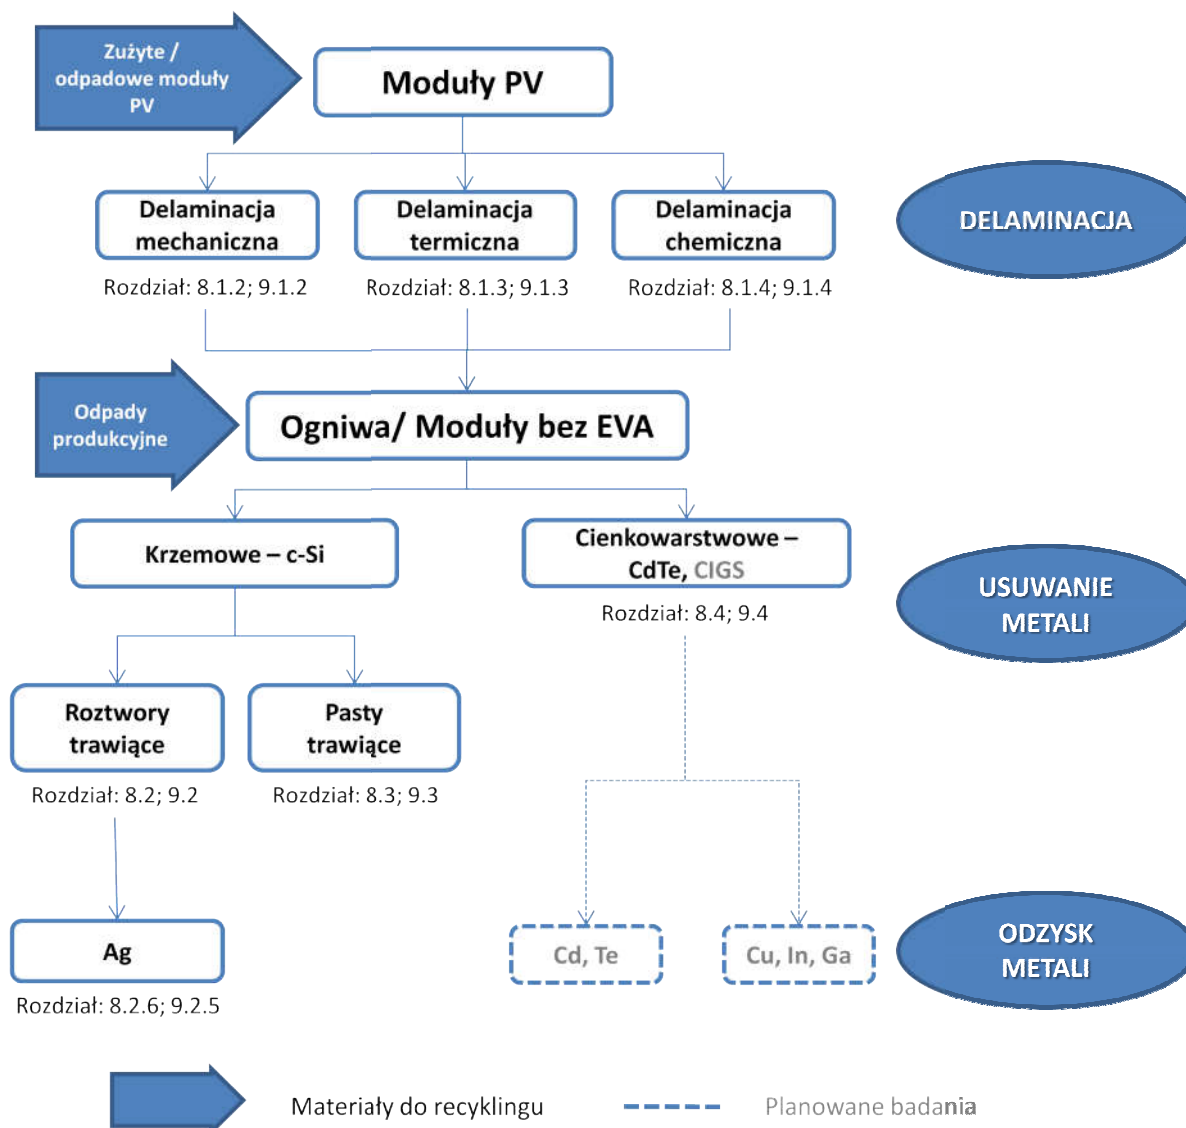 Zużyte /
odpadowe moduły
PV
Moduły PV
Delaminacja
mechaniczna
Delaminacja
termiczna
Delaminacja
chemiczna
DELAMINACJA
Rozdział: 8.1.2; 9.1.2
Rozdział: 8.1.3; 9.1.3
Rozdział: 8.1.4; 9.1.4
Odpady
produkcyjne
Ogniwa/ Moduły bez EVA
Krzemowe – c-Si
Cienkowarstwowe –
CdTe, CIGS
Rozdział: 8.4; 9.4
USUWANIE
METALI
Roztwory
trawiące
Pasty
trawiące
Rozdział: 8.2; 9.2
Rozdział: 8.3; 9.3
Ag
Rozdział: 8.2.6; 9.2.5
Cd, Te
Cu, In, Ga
ODZYSK
METALI
Materiały do recyklingu
Planowane badania